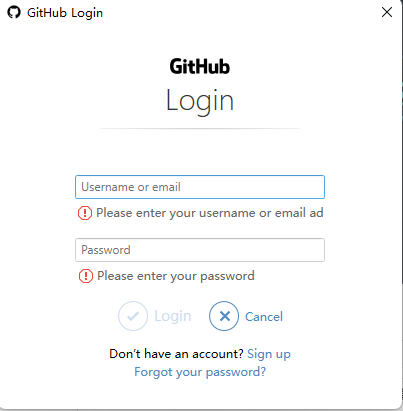 GitHub Login
GitHub
Login
Username or email
Please enter your username or email ad
Password
Please enter your password
Login
Cancel
Don't have an account? Sign up
Forgot your password?